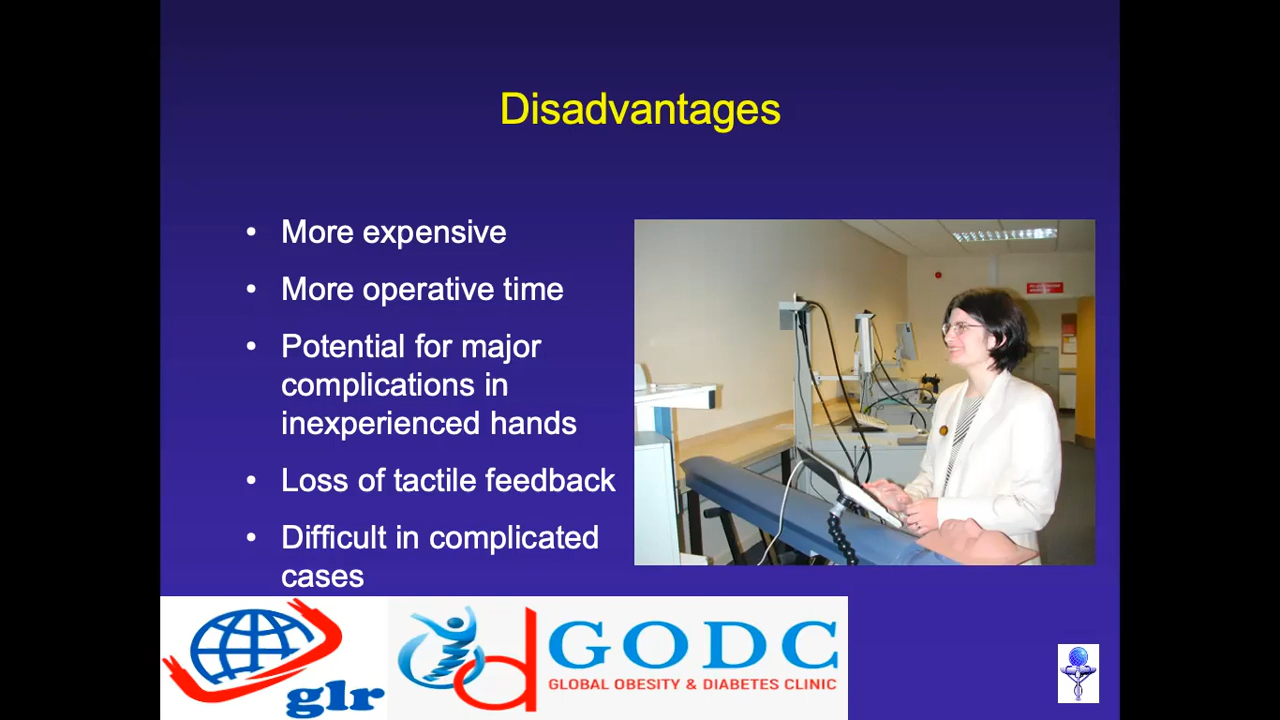 Disadvantages
• More expensive
• More operative time
• Potential for major
complications in
inexperienced hands
• Loss of tactile feedback
• Difficult in complicated
cases
glr
d GODC
GLOBAL OBESITY & DIABETES CLINIC